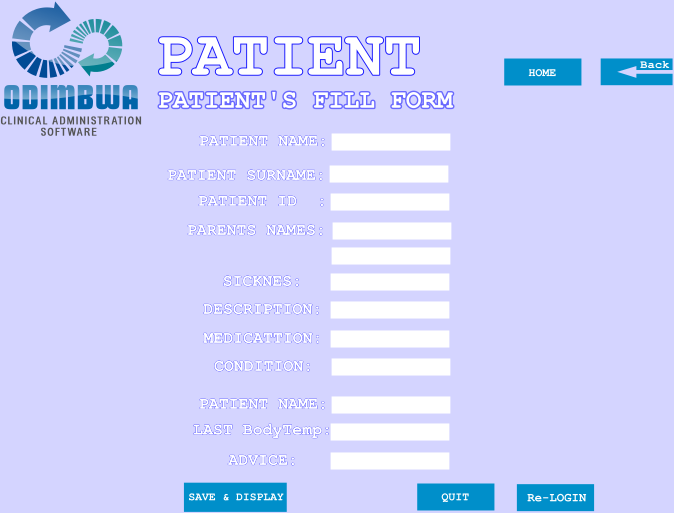 PATIENT
HOME
Back
ODIMBWA
PATIENT'S FILL FORM
CLINICAL ADMINISTRATION
SOFTWARE
PATIENT NAME:
PATIENT SURNAME:
PATIENT ID :
PARENTS NAMES:
SICKNES:
DESCRIPTION:
MEDICATTION:
CONDITION:
PATIENT NAME:
LAST BodyTemp:
ADVICE:
SAVE & DISPLAY
QUIT
Re-LOGIN